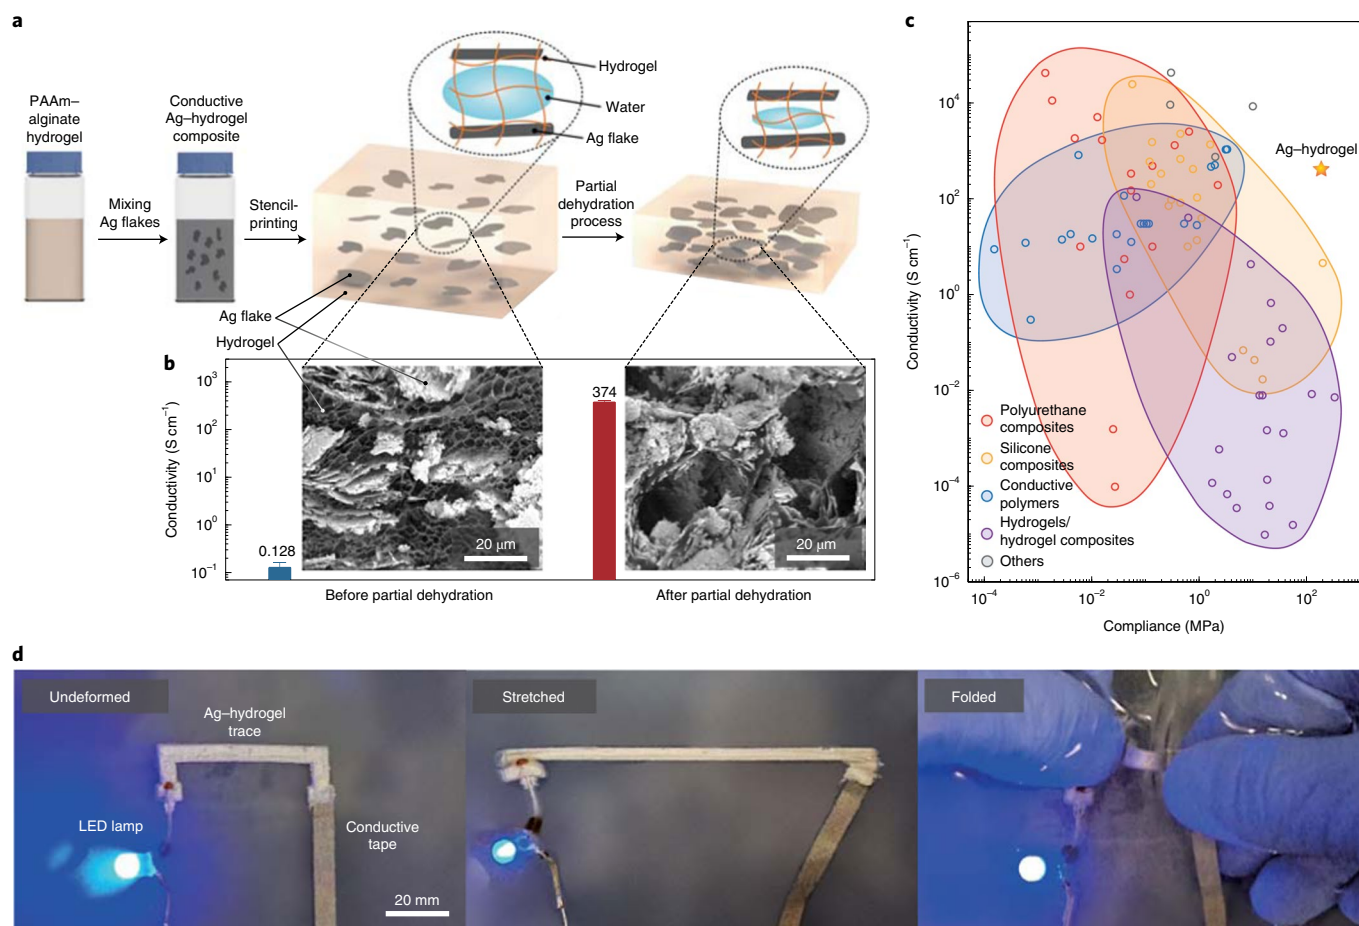 a
PAAm–
alginate
hydrogel
Conductive
Ag–hydrogel
composite
Mixing
Ag flakes
Stencil-
printing
Hydrogel
Water
Ag flake
Partial
dehydration
process
Ag flake
Hydrogel
b
Conductivity (S cm⁻¹)
10³
10²
10¹
10⁰
10⁻¹
0.128
20 μm
374
20 μm
Before partial dehydration
After partial dehydration
c
Conductivity (S cm⁻¹)
10⁴
10²
10⁰
10⁻²
10⁻⁴
10⁻⁶
Ag–hydrogel
Polyurethane
composites
Silicone
composites
Conductive
polymers
Hydrogels/
hydrogel composites
Others
10⁻⁴
10⁻²
10⁰
10²
Compliance (MPa)
d
Undeformed
Ag–hydrogel
trace
LED lamp
Conductive
tape
20 mm
Stretched
Folded